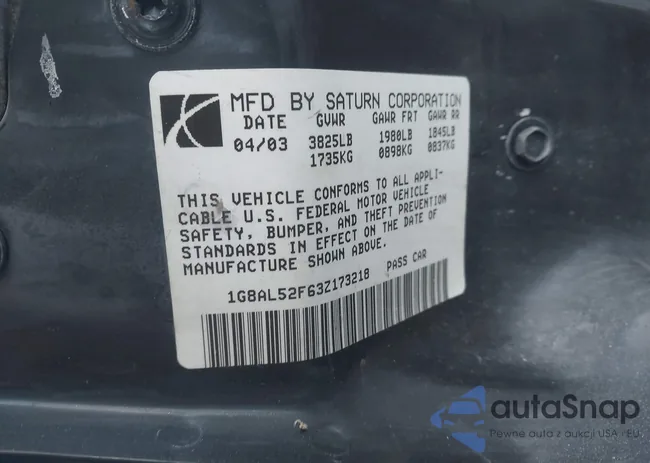 MFD BY SATURN CORPORATION
DATE GVWR GAWR FRT GAWR RR
04/03 3825LB 1980LB 1845LB
1735KG 0898KG 0837KG
THIS VEHICLE CONFORMS TO ALL APPLI-
CABLE U.S. FEDERAL MOTOR VEHICLE
SAFETY, BUMPER, AND THEFT PREVENTION
STANDARDS IN EFFECT ON THE DATE OF
MANUFACTURE SHOWN ABOVE.
1G8AL52F63Z173218 PASS CAR
autaSnap
Pewne auta z aukcji USA i EU